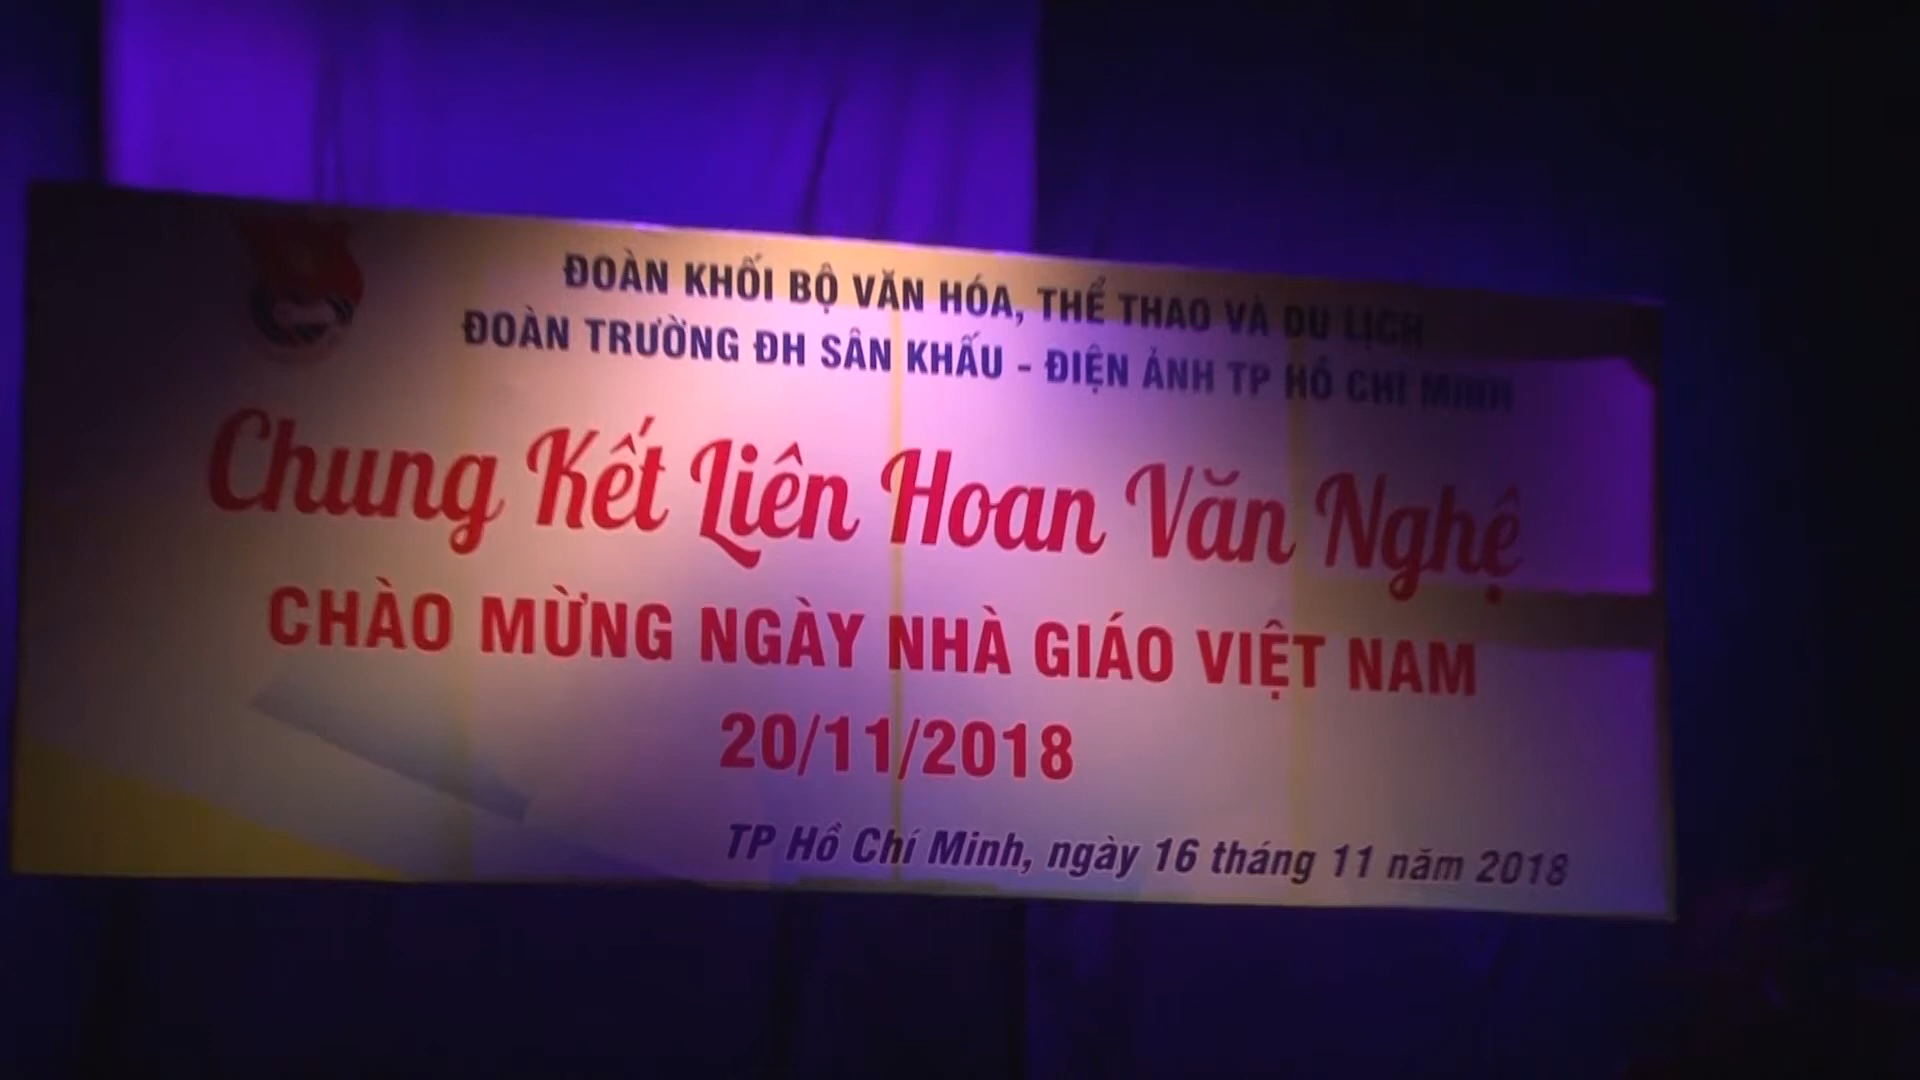 ĐOÀN KHỐI BỘ VĂN HÓA, THỂ THAO VÀ DU LỊCH
ĐOÀN TRƯỜNG ĐH SÂN KHẤU - ĐIỆN ẢNH TP HỒ CHÍ MINH
Chung Kết Liên Hoan Văn Nghệ
CHÀO MỪNG NGÀY NHÀ GIÁO VIỆT NAM
20/11/2018
TP Hồ Chí Minh, ngày 16 tháng 11 năm 2018